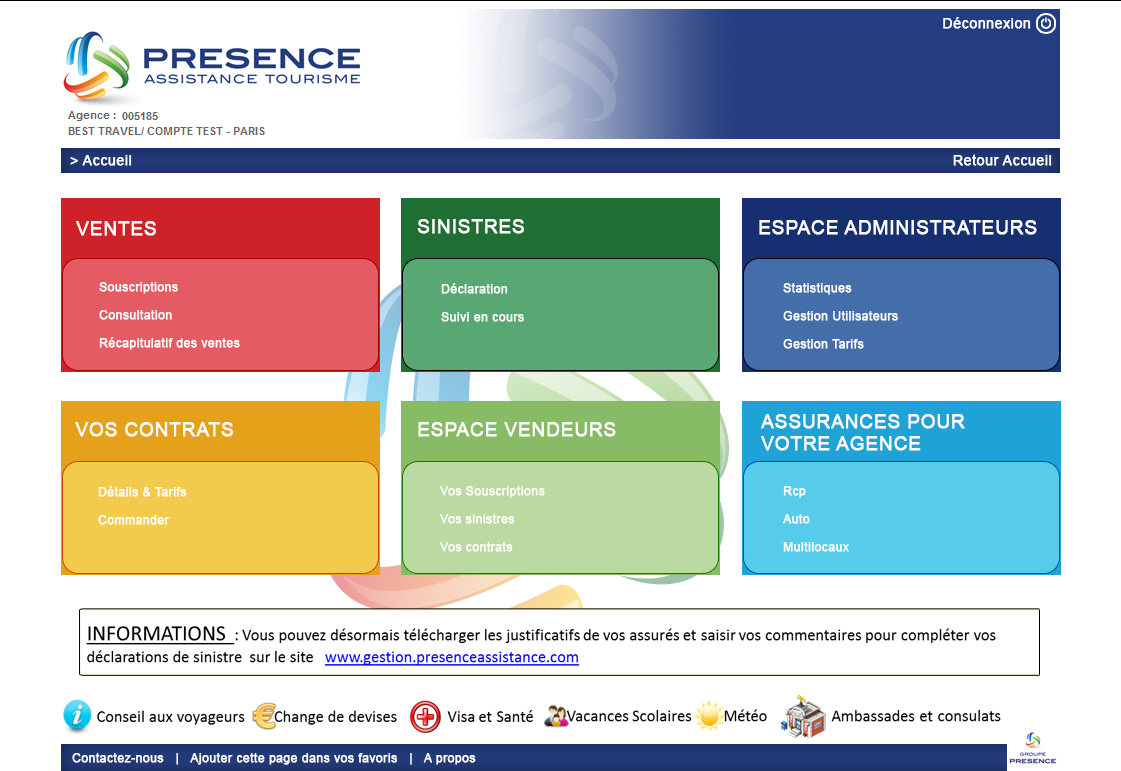 Déconnexion
PRESENCE
ASSISTANCE TOURISME
Agence : 005185
BEST TRAVEL/ COMPTE TEST - PARIS
> Accueil
Retour Accueil
VENTES
Souscriptions
Consultation
Récapitulatif des ventes
SINISTRES
Déclaration
Suivi en cours
ESPACE ADMINISTRATEURS
Statistiques
Gestion Utilisateurs
Gestion Tarifs
VOS CONTRATS
Détails & Tarifs
Commander
ESPACE VENDEURS
Vos Souscriptions
Vos sinistres
Vos contrats
ASSURANCES POUR
VOTRE AGENCE
Rcp
Auto
Multilocaux
INFORMATIONS : Vous pouvez désormais télécharger les justificatifs de vos assurés et saisir vos commentaires pour compléter vos
déclarations de sinistre sur le site www.gestion.presenceassistance.com
Conseil aux voyageurs
Change de devises
Visa et Santé
Vacances Scolaires
Météo
Ambassades et consulats
Contactez-nous | Ajouter cette page dans vos favoris | A propos
GROUPE
PRESENCE